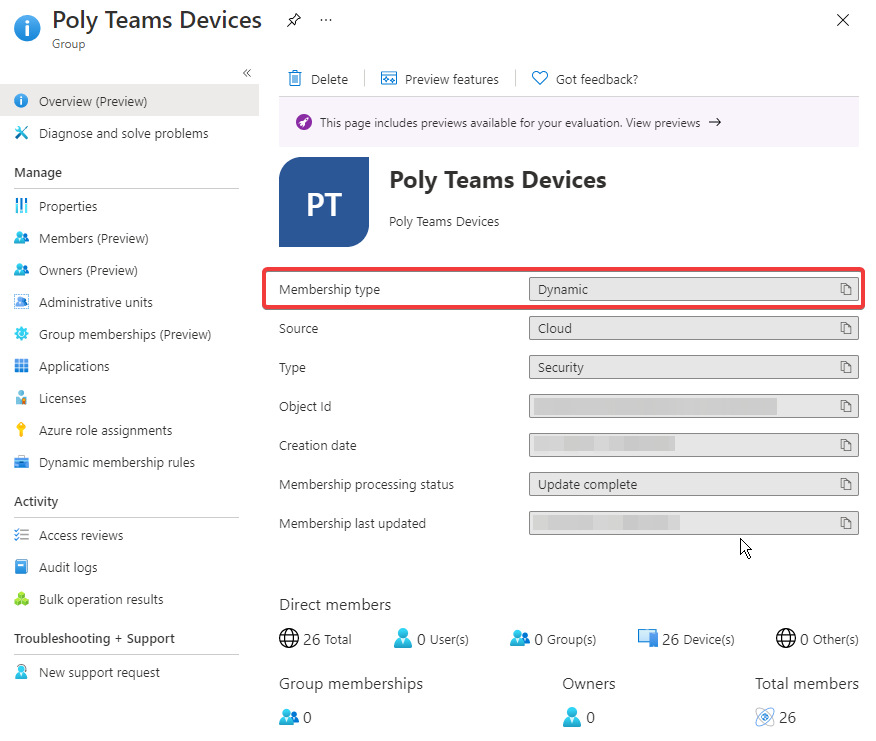 Poly Teams Devices
Group
Overview (Preview)
Diagnose and solve problems
Manage
Properties
Members (Preview)
Owners (Preview)
Administrative units
Group memberships (Preview)
Applications
Licenses
Azure role assignments
Dynamic membership rules
Activity
Access reviews
Audit logs
Bulk operation results
Troubleshooting + Support
New support request
Delete
Preview features
Got feedback?
This page includes previews available for your evaluation. View previews →
PT
Poly Teams Devices
Poly Teams Devices
Membership type Dynamic
Source Cloud
Type Security
Object Id
Creation date
Membership processing status Update complete
Membership last updated
Direct members
26 Total 0 User(s) 0 Group(s) 26 Device(s) 0 Other(s)
Group memberships Owners Total members
0 0 26